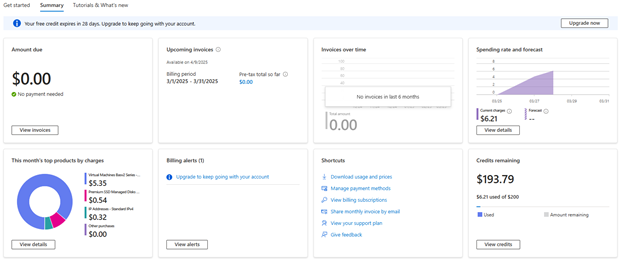 Get started Summary Tutorials & What's new
Your free credit expires in 28 days. Upgrade to keep going with your account.
Upgrade now
Amount due
$0.00
No payment needed
View invoices
Upcoming invoices
Available on 4/9/2025
Billing period
3/1/2025 - 3/31/2025
Pre-tax total so far
$0.00
Invoices over time
100
80
60
40
20
No invoices in last 6 months
Total amount
0.00
Spending rate and forecast
8
6
4
2
0
03/25 03/27 03/28 03/31
Current charges
$6.21
Forecast
--
View details
This month's top products by charges
Virtual Machines Basv2 Series - ...
$5.35
Premium SSD Managed Disks ...
$0.54
IP Addresses - Standard IPv4
$0.32
Other purchases
$0.00
View details
Billing alerts (1)
Upgrade to keep going with your account
View alerts
Shortcuts
Download usage and prices
Manage payment methods
View billing subscriptions
Share monthly invoice by email
View your support plan
Give feedback
Credits remaining
$193.79
$6.21 used of $200
Used
Amount remaining
View credits